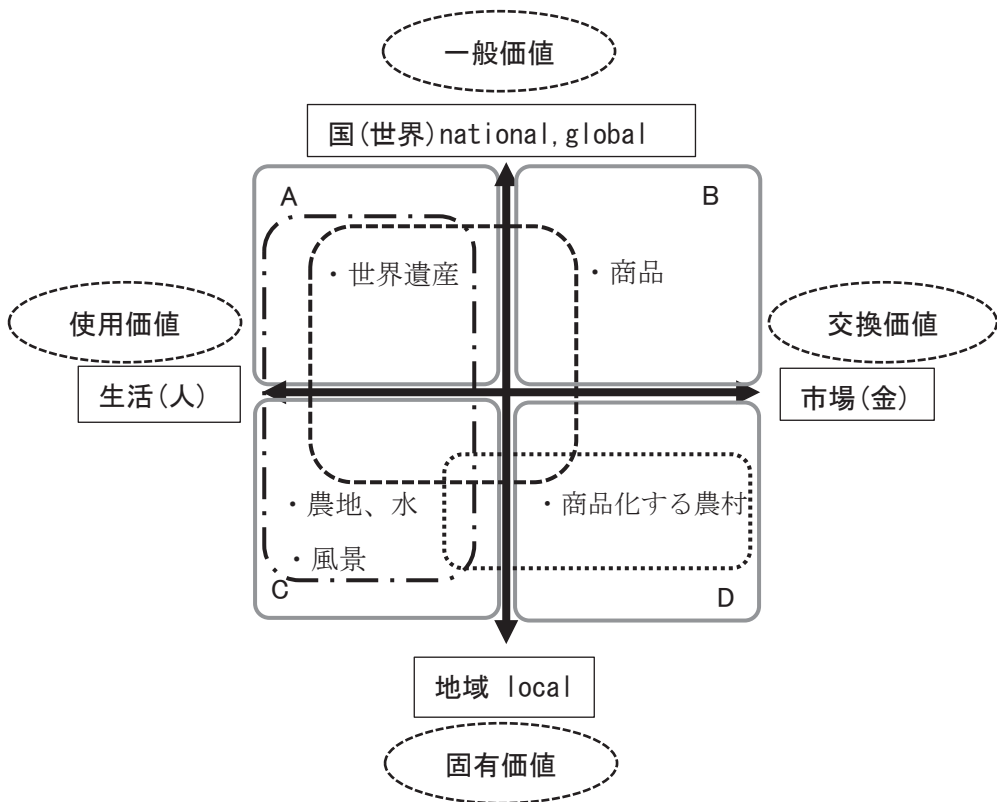 一般価値
国(世界)national,global
A
B
・世界遺産
・商品
使用価値
交換価値
生活(人)
市場(金)
・農地、水
・商品化する農村
・風景
C
D
地域 local
固有価値